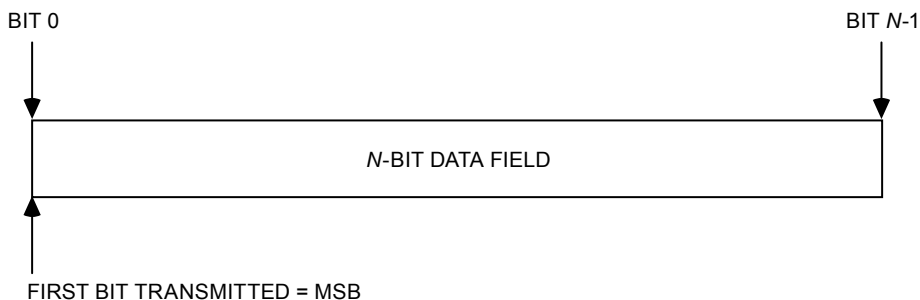 BIT 0
BIT N-1
N-BIT DATA FIELD
FIRST BIT TRANSMITTED = MSB